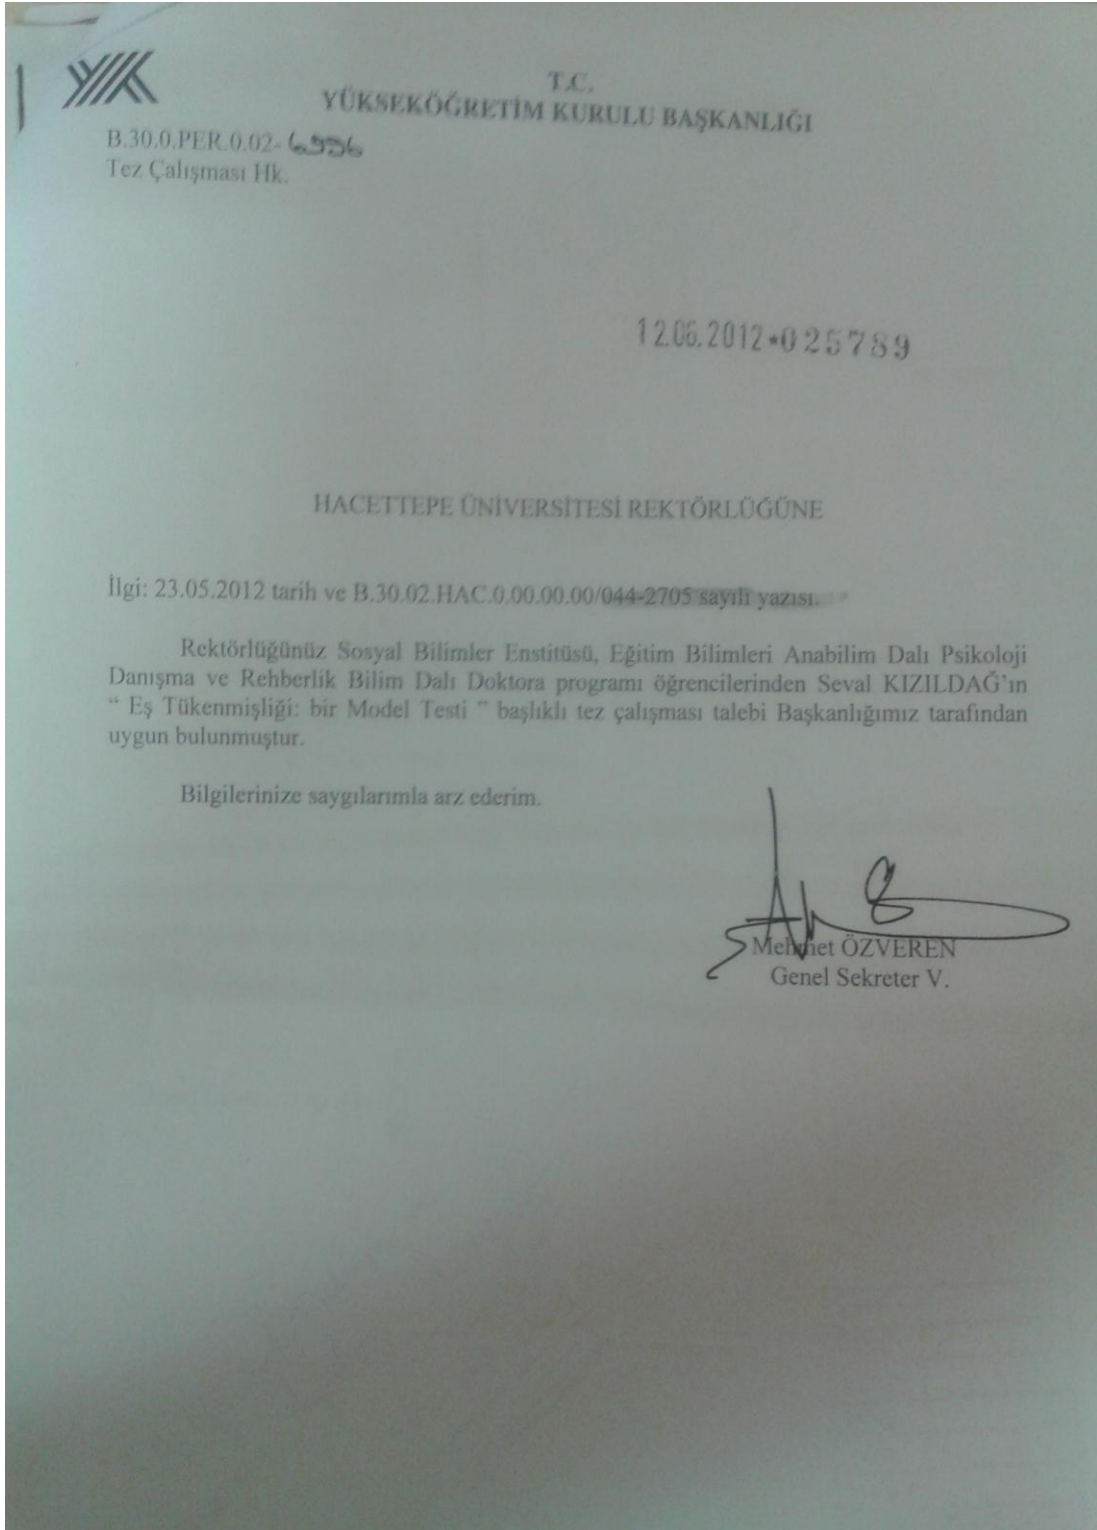 T.C.
YÜKSEKÖĞRETİM KURULU BAŞKANLIĞI
B.30.0.PER.0.02- 6996
Tez Çalışması Hk.
12.06.2012*025789
HACETTEPE ÜNİVERSİTESİ REKTÖRLÜĞÜNE
İlgi: 23.05.2012 tarih ve B.30.02.HAC.0.00.00.00/044-2705 sayılı yazısı.
Rektörlüğünüz Sosyal Bilimler Enstitüsü, Eğitim Bilimleri Anabilim Dalı Psikoloji
Danışma ve Rehberlik Bilim Dalı Doktora programı öğrencilerinden Seval KIZILDAĞ’ın
“ Eş Tükenmişliği: bir Model Testi ” başlıklı tez çalışması talebi Başkanlığımız tarafından
uygun bulunmuştur.
Bilgilerinize saygılarımla arz ederim.
Mehmet ÖZVEREN
Genel Sekreter V.